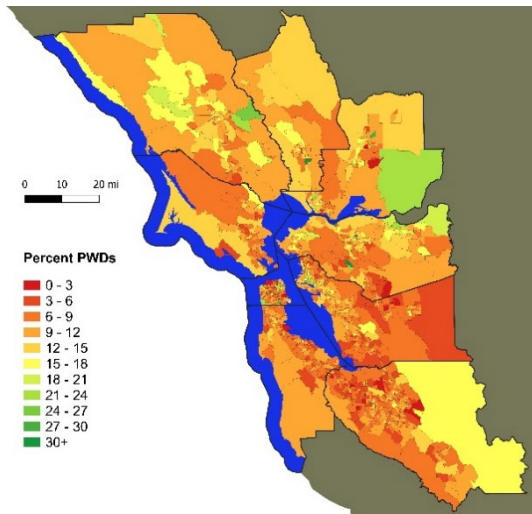 0 10 20 mi
Percent PWDs
0 - 3
3 - 6
6 - 9
9 - 12
12 - 15
15 - 18
18 - 21
21 - 24
24 - 27
27 - 30
30+